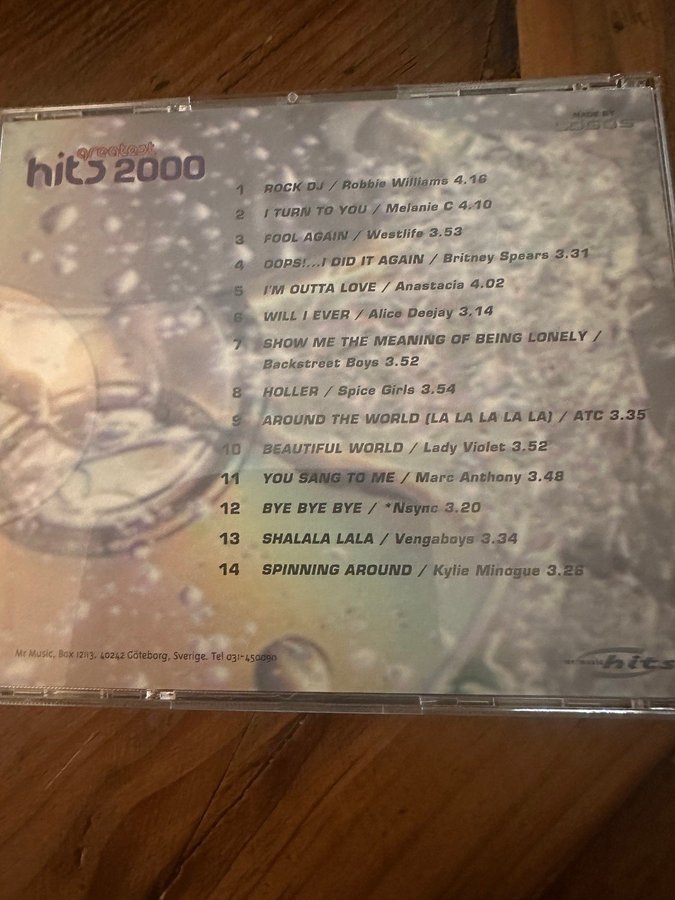 MADE BY
LOGOS
greatest
hits 2000
1 ROCK DJ / Robbie Williams 4.16
2 I TURN TO YOU / Melanie C 4.10
3 FOOL AGAIN / Westlife 3.53
4 OOPS!...I DID IT AGAIN / Britney Spears 3.31
5 I'M OUTTA LOVE / Anastacia 4.02
6 WILL I EVER / Alice Deejay 3.14
7 SHOW ME THE MEANING OF BEING LONELY /
Backstreet Boys 3.52
8 HOLLER / Spice Girls 3.54
9 AROUND THE WORLD (LA LA LA LA LA) / ATC 3.35
10 BEAUTIFUL WORLD / Lady Violet 3.52
11 YOU SANG TO ME / Marc Anthony 3.48
12 BYE BYE BYE / *Nsync 3.20
13 SHALALA LALA / Vengaboys 3.34
14 SPINNING AROUND / Kylie Minogue 3.26
Mr Music, Box 12113, 40242 Göteborg, Sverige. Tel 031-450090
mr music hits